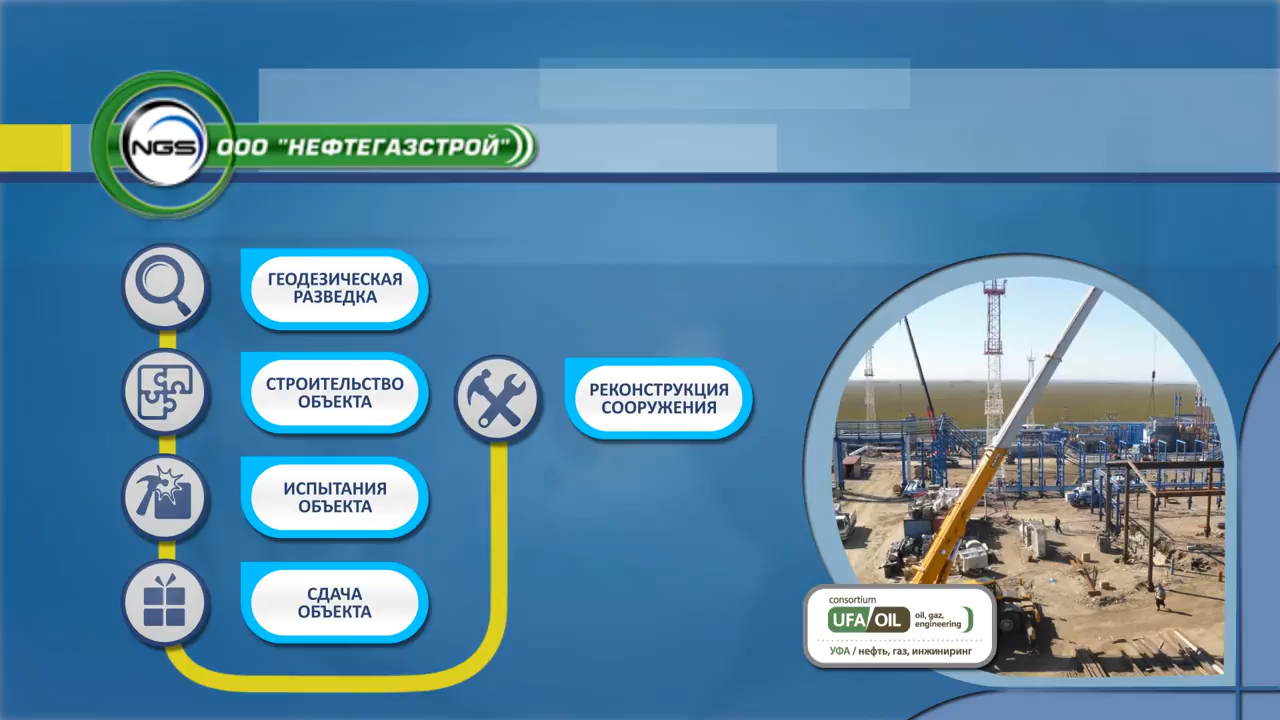 NGS
ООО "НЕФТЕГАЗСТРОЙ"
ГЕОДЕЗИЧЕСКАЯ
РАЗВЕДКА
СТРОИТЕЛЬСТВО
ОБЪЕКТА
ИСПЫТАНИЯ
ОБЪЕКТА
СДАЧА
ОБЪЕКТА
РЕКОНСТРУКЦИЯ
СООРУЖЕНИЯ
consortium
UFA/OIL
oil, gaz,
engineering
УФА / нефть, газ, инжиниринг